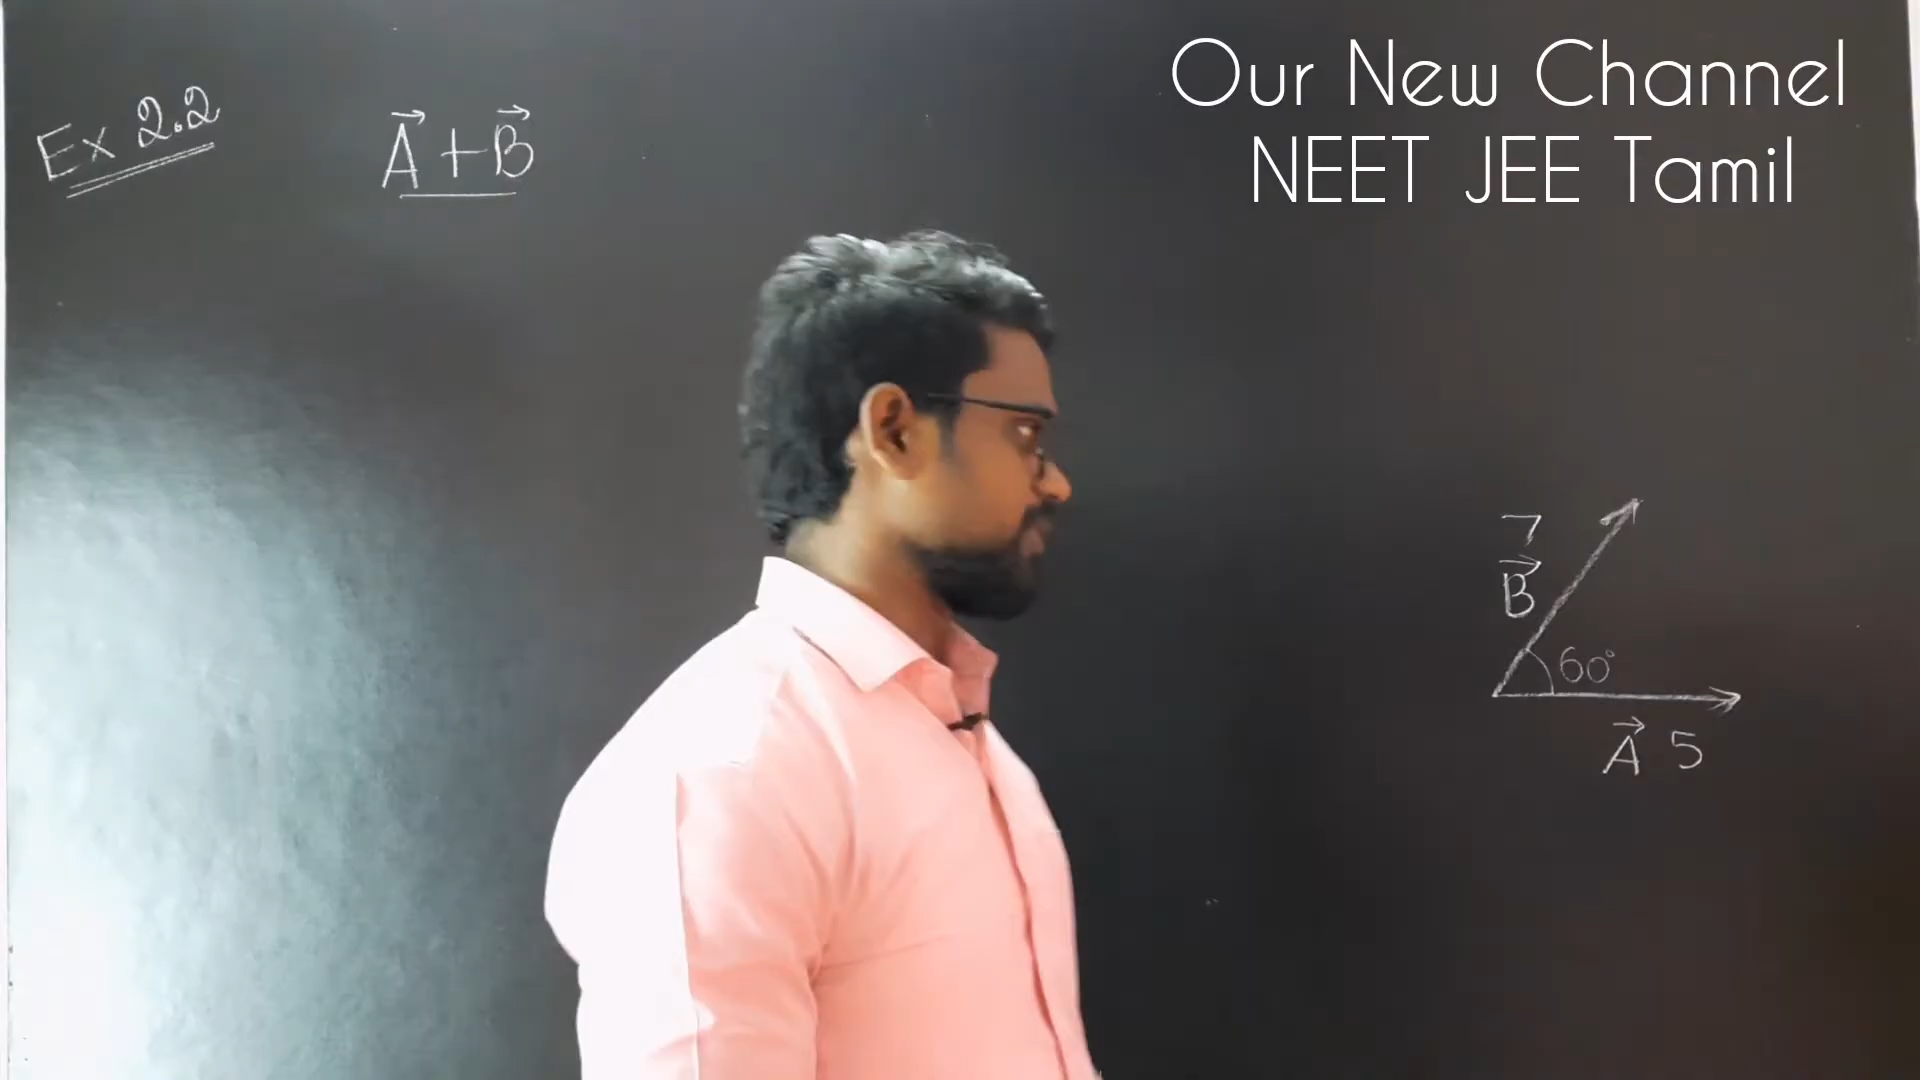 Our New Channel
NEET JEE Tamil
Ex 2.2
A⃗ + B⃗
7
B⃗
60°
A⃗ 5